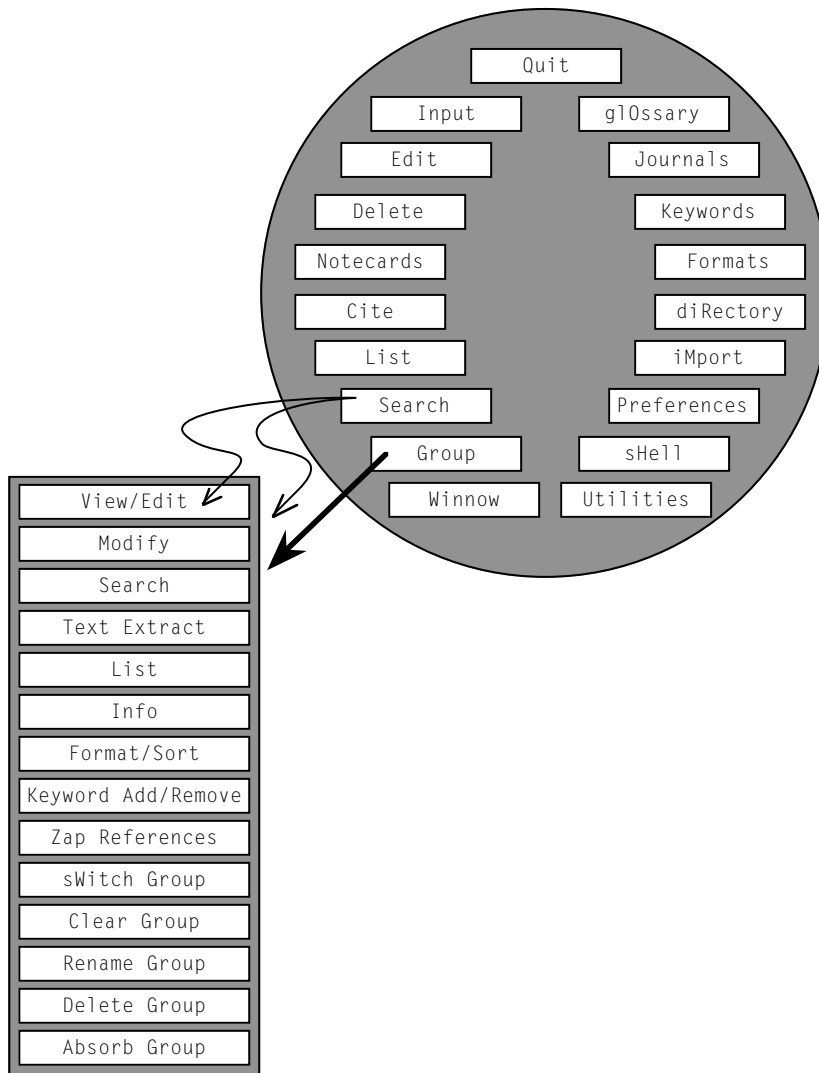 Quit
Input
glOssary
Edit
Journals
Delete
Keywords
Notecards
Formats
Cite
diRectory
List
iMport
Search
Preferences
Group
sHell
Winnow
Utilities
View/Edit
Modify
Search
Text Extract
List
Info
Format/Sort
Keyword Add/Remove
Zap References
sWitch Group
Clear Group
Rename Group
Delete Group
Absorb Group